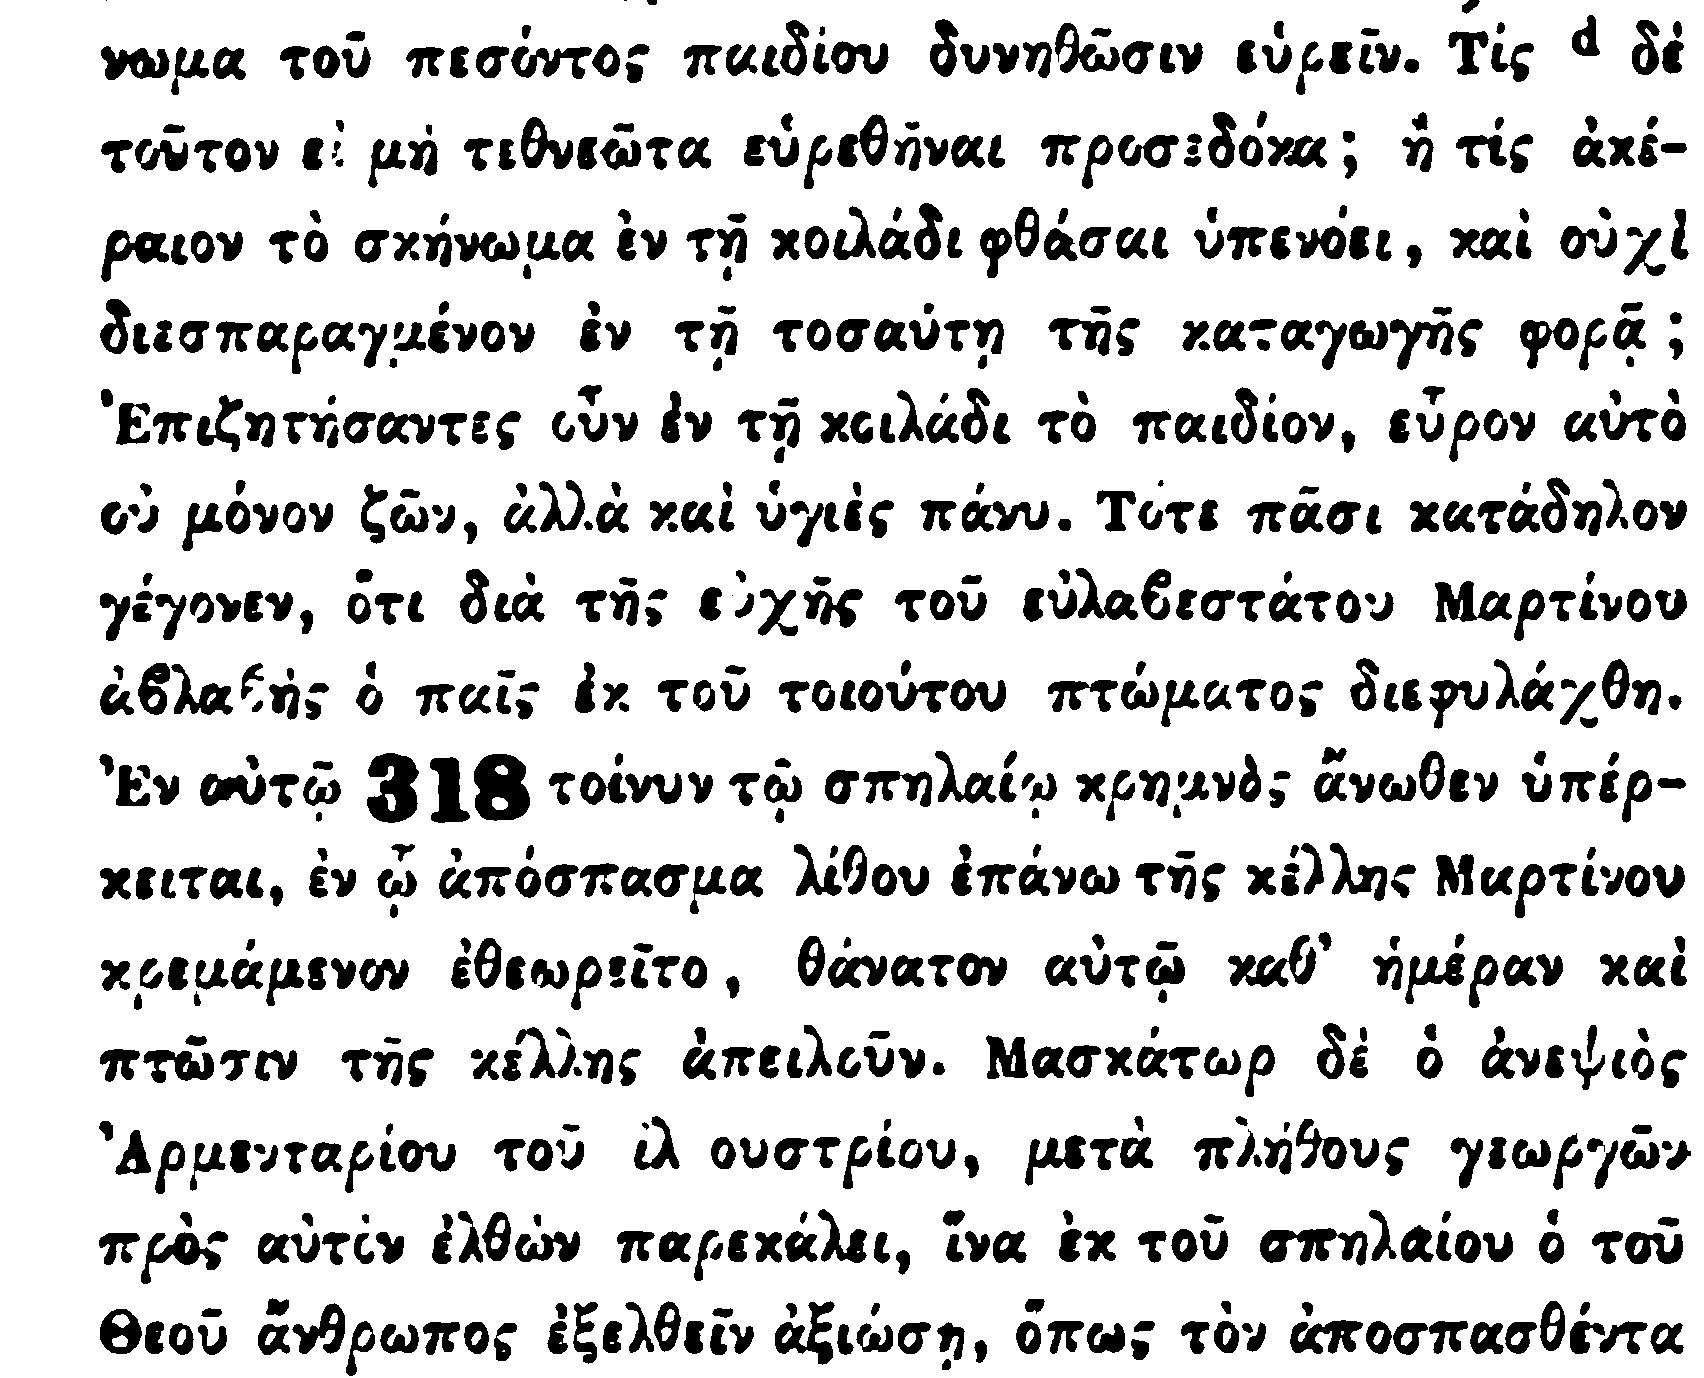 νωμα τοῦ πεσόντος παιδίου δυνηθῶσιν εὑρεῖν. Τίς d δὲ
τοῦτον εἰ μὴ τεθνεῶτα εὑρεθῆναι προσεδόκα; ἢ τίς ἀκέ-
ραιον τὸ σκήνωμα ἐν τῇ κοιλάδι φθάσαι ὑπενόει, καὶ οὐχὶ
διεσπαραγμένον ἐν τῇ τοσαύτῃ τῆς καταγωγῆς φορᾷ;
Ἐπιζητήσαντες οὖν ἐν τῇ κοιλάδι τὸ παιδίον, εὗρον αὐτὸ
οὐ μόνον ζῶν, ἀλλὰ καὶ ὑγιὲς πάνυ. Τότε πᾶσι κατάδηλον
γέγονεν, ὅτι διὰ τῆς εὐχῆς τοῦ εὐλαβεστάτου Μαρτίνου
ἀβλαβὴς ὁ παῖς ἐκ τοῦ τοιούτου πτώματος διεφυλάχθη.
Ἐν αὐτῷ 318 τοίνυν τῷ σπηλαίῳ κρημνὸς ἄνωθεν ὑπέρ-
κειται, ἐν ᾧ ἀπόσπασμα λίθου ἐπάνω τῆς κέλλης Μαρτίνου
κρεμάμενον ἐθεωρεῖτο, θάνατον αὐτῷ καθ' ἡμέραν καὶ
πτῶσιν τῆς κέλλης ἀπειλοῦν. Μασκάτωρ δὲ ὁ ἀνεψιὸς
Ἀρμενταρίου τοῦ ἰλ ουστρίου, μετὰ πλήθους γεωργῶν
πρὸς αὐτὸν ἐλθὼν παρεκάλει, ἵνα ἐκ τοῦ σπηλαίου ὁ τοῦ
Θεοῦ ἄνθρωπος ἐξελθεῖν ἀξιώσῃ, ὅπως τὸν ἀποσπασθέντα